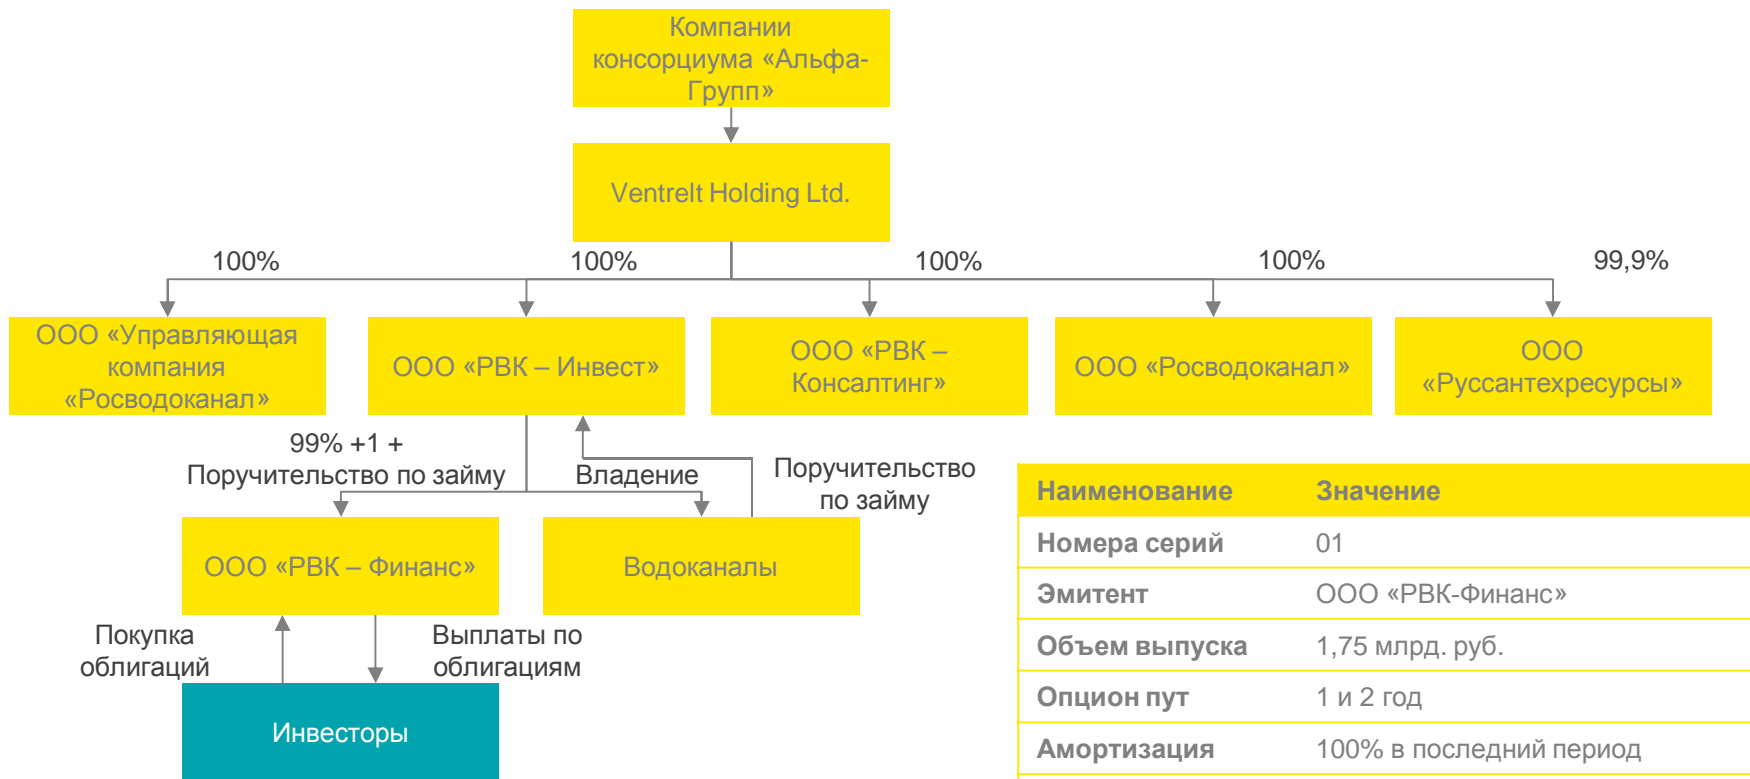 Компании
консорциума «Альфа-
Групп»
Ventrelt Holding Ltd.
100%
100%
100%
100%
99,9%
ООО «Управляющая
компания
«Росводоканал»
ООО «РВК – Инвест»
ООО «РВК –
Консалтинг»
ООО «Росводоканал»
ООО
«Руссантехресурсы»
99% +1 +
Поручительство по займу
Владение
Поручительство
по займу
ООО «РВК – Финанс»
Водоканалы
Покупка
облигаций
Выплаты по
облигациям
Инвесторы
Наименование Значение
Номера серий 01
Эмитент ООО «РВК-Финанс»
Объем выпуска 1,75 млрд. руб.
Опцион пут 1 и 2 год
Амортизация 100% в последний период